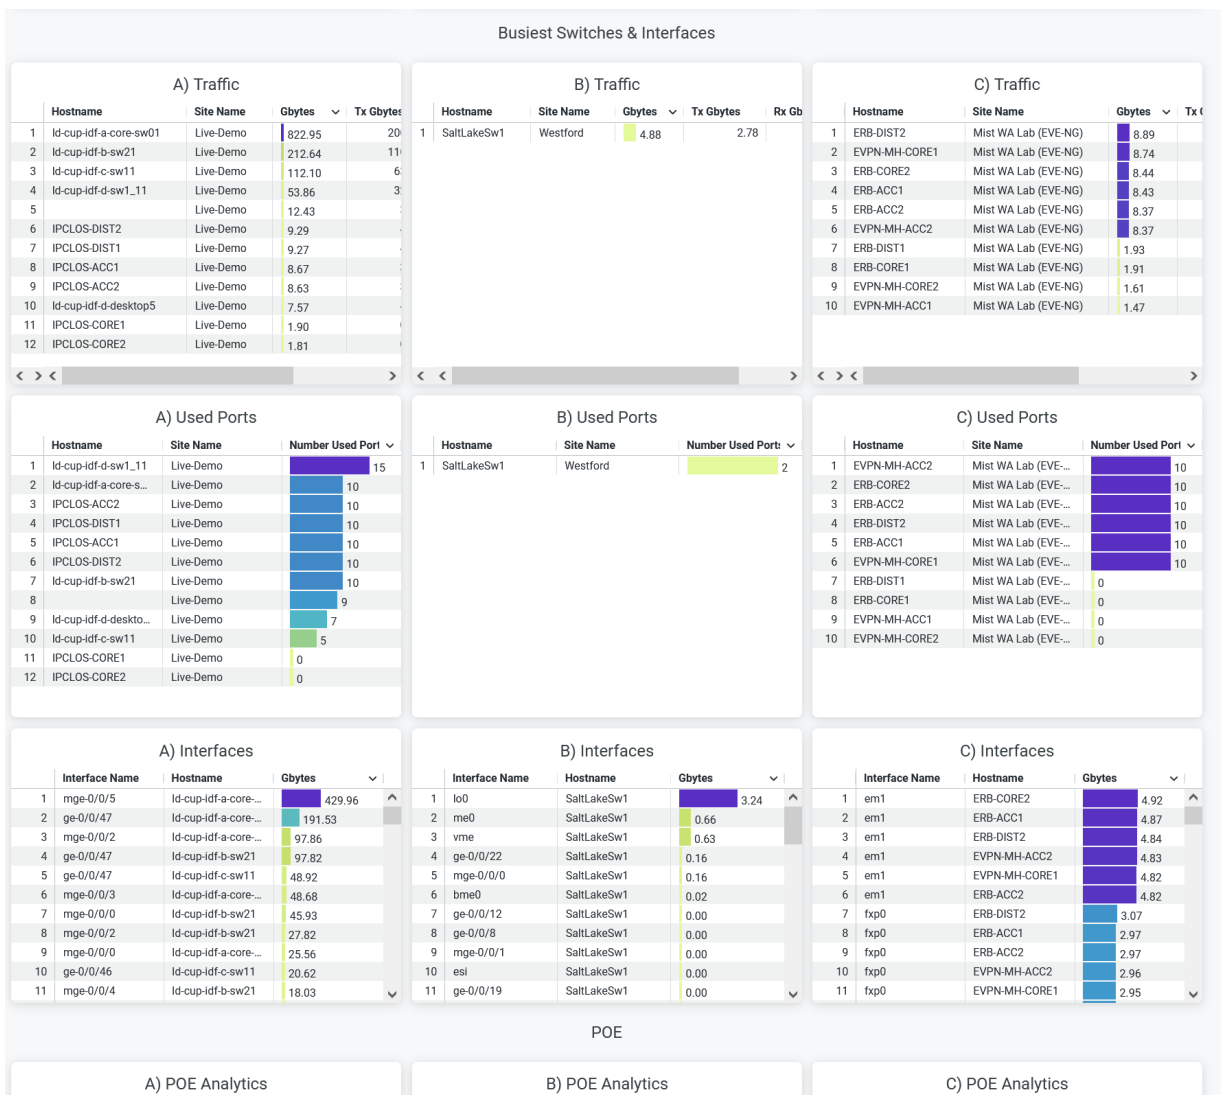 Busiest Switches & Interfaces
A) Traffic
Hostname Site Name Gbytes Tx Gbytes
1 ld-cup-idf-a-core-sw01 Live-Demo 822.95 20
2 ld-cup-idf-b-sw21 Live-Demo 212.64 11
3 ld-cup-idf-c-sw11 Live-Demo 112.10 6
4 ld-cup-idf-d-sw1_11 Live-Demo 53.86 3
5 Live-Demo 12.43
6 IPCLOS-DIST2 Live-Demo 9.29
7 IPCLOS-DIST1 Live-Demo 9.27
8 IPCLOS-ACC1 Live-Demo 8.67
9 IPCLOS-ACC2 Live-Demo 8.63
10 ld-cup-idf-d-desktop5 Live-Demo 7.57
11 IPCLOS-CORE1 Live-Demo 1.90
12 IPCLOS-CORE2 Live-Demo 1.81
B) Traffic
Hostname Site Name Gbytes Tx Gbytes Rx Gb
1 SaltLakeSw1 Westford 4.88 2.78
C) Traffic
Hostname Site Name Gbytes Tx
1 ERB-DIST2 Mist WA Lab (EVE-NG) 8.89
2 EVPN-MH-CORE1 Mist WA Lab (EVE-NG) 8.74
3 ERB-CORE2 Mist WA Lab (EVE-NG) 8.44
4 ERB-ACC1 Mist WA Lab (EVE-NG) 8.43
5 ERB-ACC2 Mist WA Lab (EVE-NG) 8.37
6 EVPN-MH-ACC2 Mist WA Lab (EVE-NG) 8.37
7 ERB-DIST1 Mist WA Lab (EVE-NG) 1.93
8 ERB-CORE1 Mist WA Lab (EVE-NG) 1.91
9 EVPN-MH-CORE2 Mist WA Lab (EVE-NG) 1.61
10 EVPN-MH-ACC1 Mist WA Lab (EVE-NG) 1.47
A) Used Ports
Hostname Site Name Number Used Port
1 ld-cup-idf-d-sw1_11 Live-Demo 15
2 ld-cup-idf-a-core-s... Live-Demo 10
3 IPCLOS-ACC2 Live-Demo 10
4 IPCLOS-DIST1 Live-Demo 10
5 IPCLOS-ACC1 Live-Demo 10
6 IPCLOS-DIST2 Live-Demo 10
7 ld-cup-idf-b-sw21 Live-Demo 10
8 Live-Demo 9
9 ld-cup-idf-d-deskto... Live-Demo 7
10 ld-cup-idf-c-sw11 Live-Demo 5
11 IPCLOS-CORE1 Live-Demo 0
12 IPCLOS-CORE2 Live-Demo 0
B) Used Ports
Hostname Site Name Number Used Ports
1 SaltLakeSw1 Westford 2
C) Used Ports
Hostname Site Name Number Used Port
1 EVPN-MH-ACC2 Mist WA Lab (EVE-... 10
2 ERB-CORE2 Mist WA Lab (EVE-... 10
3 ERB-ACC2 Mist WA Lab (EVE-... 10
4 ERB-DIST2 Mist WA Lab (EVE-... 10
5 ERB-ACC1 Mist WA Lab (EVE-... 10
6 EVPN-MH-CORE1 Mist WA Lab (EVE-... 10
7 ERB-DIST1 Mist WA Lab (EVE-... 0
8 ERB-CORE1 Mist WA Lab (EVE-... 0
9 EVPN-MH-ACC1 Mist WA Lab (EVE-... 0
10 EVPN-MH-CORE2 Mist WA Lab (EVE-... 0
A) Interfaces
Interface Name Hostname Gbytes
1 mge-0/0/5 ld-cup-idf-a-core-... 429.96
2 ge-0/0/47 ld-cup-idf-a-core-... 191.53
3 mge-0/0/2 ld-cup-idf-a-core-... 97.86
4 ge-0/0/47 ld-cup-idf-b-sw21 97.82
5 ge-0/0/47 ld-cup-idf-c-sw11 48.92
6 mge-0/0/3 ld-cup-idf-a-core-... 48.68
7 mge-0/0/0 ld-cup-idf-b-sw21 45.93
8 mge-0/0/2 ld-cup-idf-b-sw21 27.82
9 mge-0/0/0 ld-cup-idf-a-core-... 25.56
10 ge-0/0/46 ld-cup-idf-c-sw11 20.62
11 mge-0/0/4 ld-cup-idf-b-sw21 18.03
B) Interfaces
Interface Name Hostname Gbytes
1 lo0 SaltLakeSw1 3.24
2 me0 SaltLakeSw1 0.66
3 vme SaltLakeSw1 0.63
4 ge-0/0/22 SaltLakeSw1 0.16
5 mge-0/0/0 SaltLakeSw1 0.16
6 bme0 SaltLakeSw1 0.02
7 ge-0/0/12 SaltLakeSw1 0.00
8 ge-0/0/8 SaltLakeSw1 0.00
9 mge-0/0/1 SaltLakeSw1 0.00
10 esi SaltLakeSw1 0.00
11 ge-0/0/19 SaltLakeSw1 0.00
C) Interfaces
Interface Name Hostname Gbytes
1 em1 ERB-CORE2 4.92
2 em1 ERB-ACC1 4.87
3 em1 ERB-DIST2 4.84
4 em1 EVPN-MH-ACC2 4.83
5 em1 EVPN-MH-CORE1 4.82
6 em1 ERB-ACC2 4.82
7 fxp0 ERB-DIST2 3.07
8 fxp0 ERB-ACC1 2.97
9 fxp0 ERB-ACC2 2.97
10 fxp0 EVPN-MH-ACC2 2.96
11 fxp0 EVPN-MH-CORE1 2.95
POE
A) POE Analytics
B) POE Analytics
C) POE Analytics